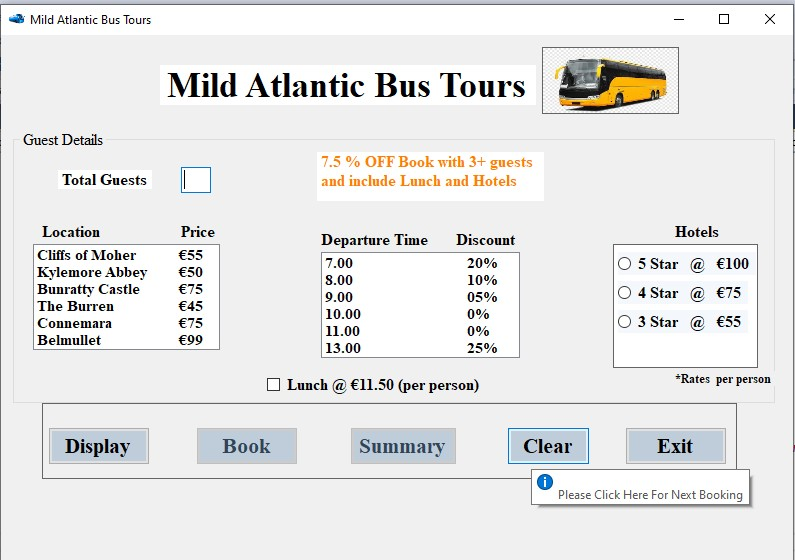 Mild Atlantic Bus Tours
Mild Atlantic Bus Tours
Guest Details
Total Guests
7.5 % OFF Book with 3+ guests
and include Lunch and Hotels
Location Price
Cliffs of Moher €55
Kylemore Abbey €50
Bunratty Castle €75
The Burren €45
Connemara €75
Belmullet €99
Departure Time Discount
7.00 20%
8.00 10%
9.00 05%
10.00 0%
11.00 0%
13.00 25%
Hotels
5 Star @ €100
4 Star @ €75
3 Star @ €55
*Rates per person
Lunch @ €11.50 (per person)
Display Book Summary Clear Exit
Please Click Here For Next Booking